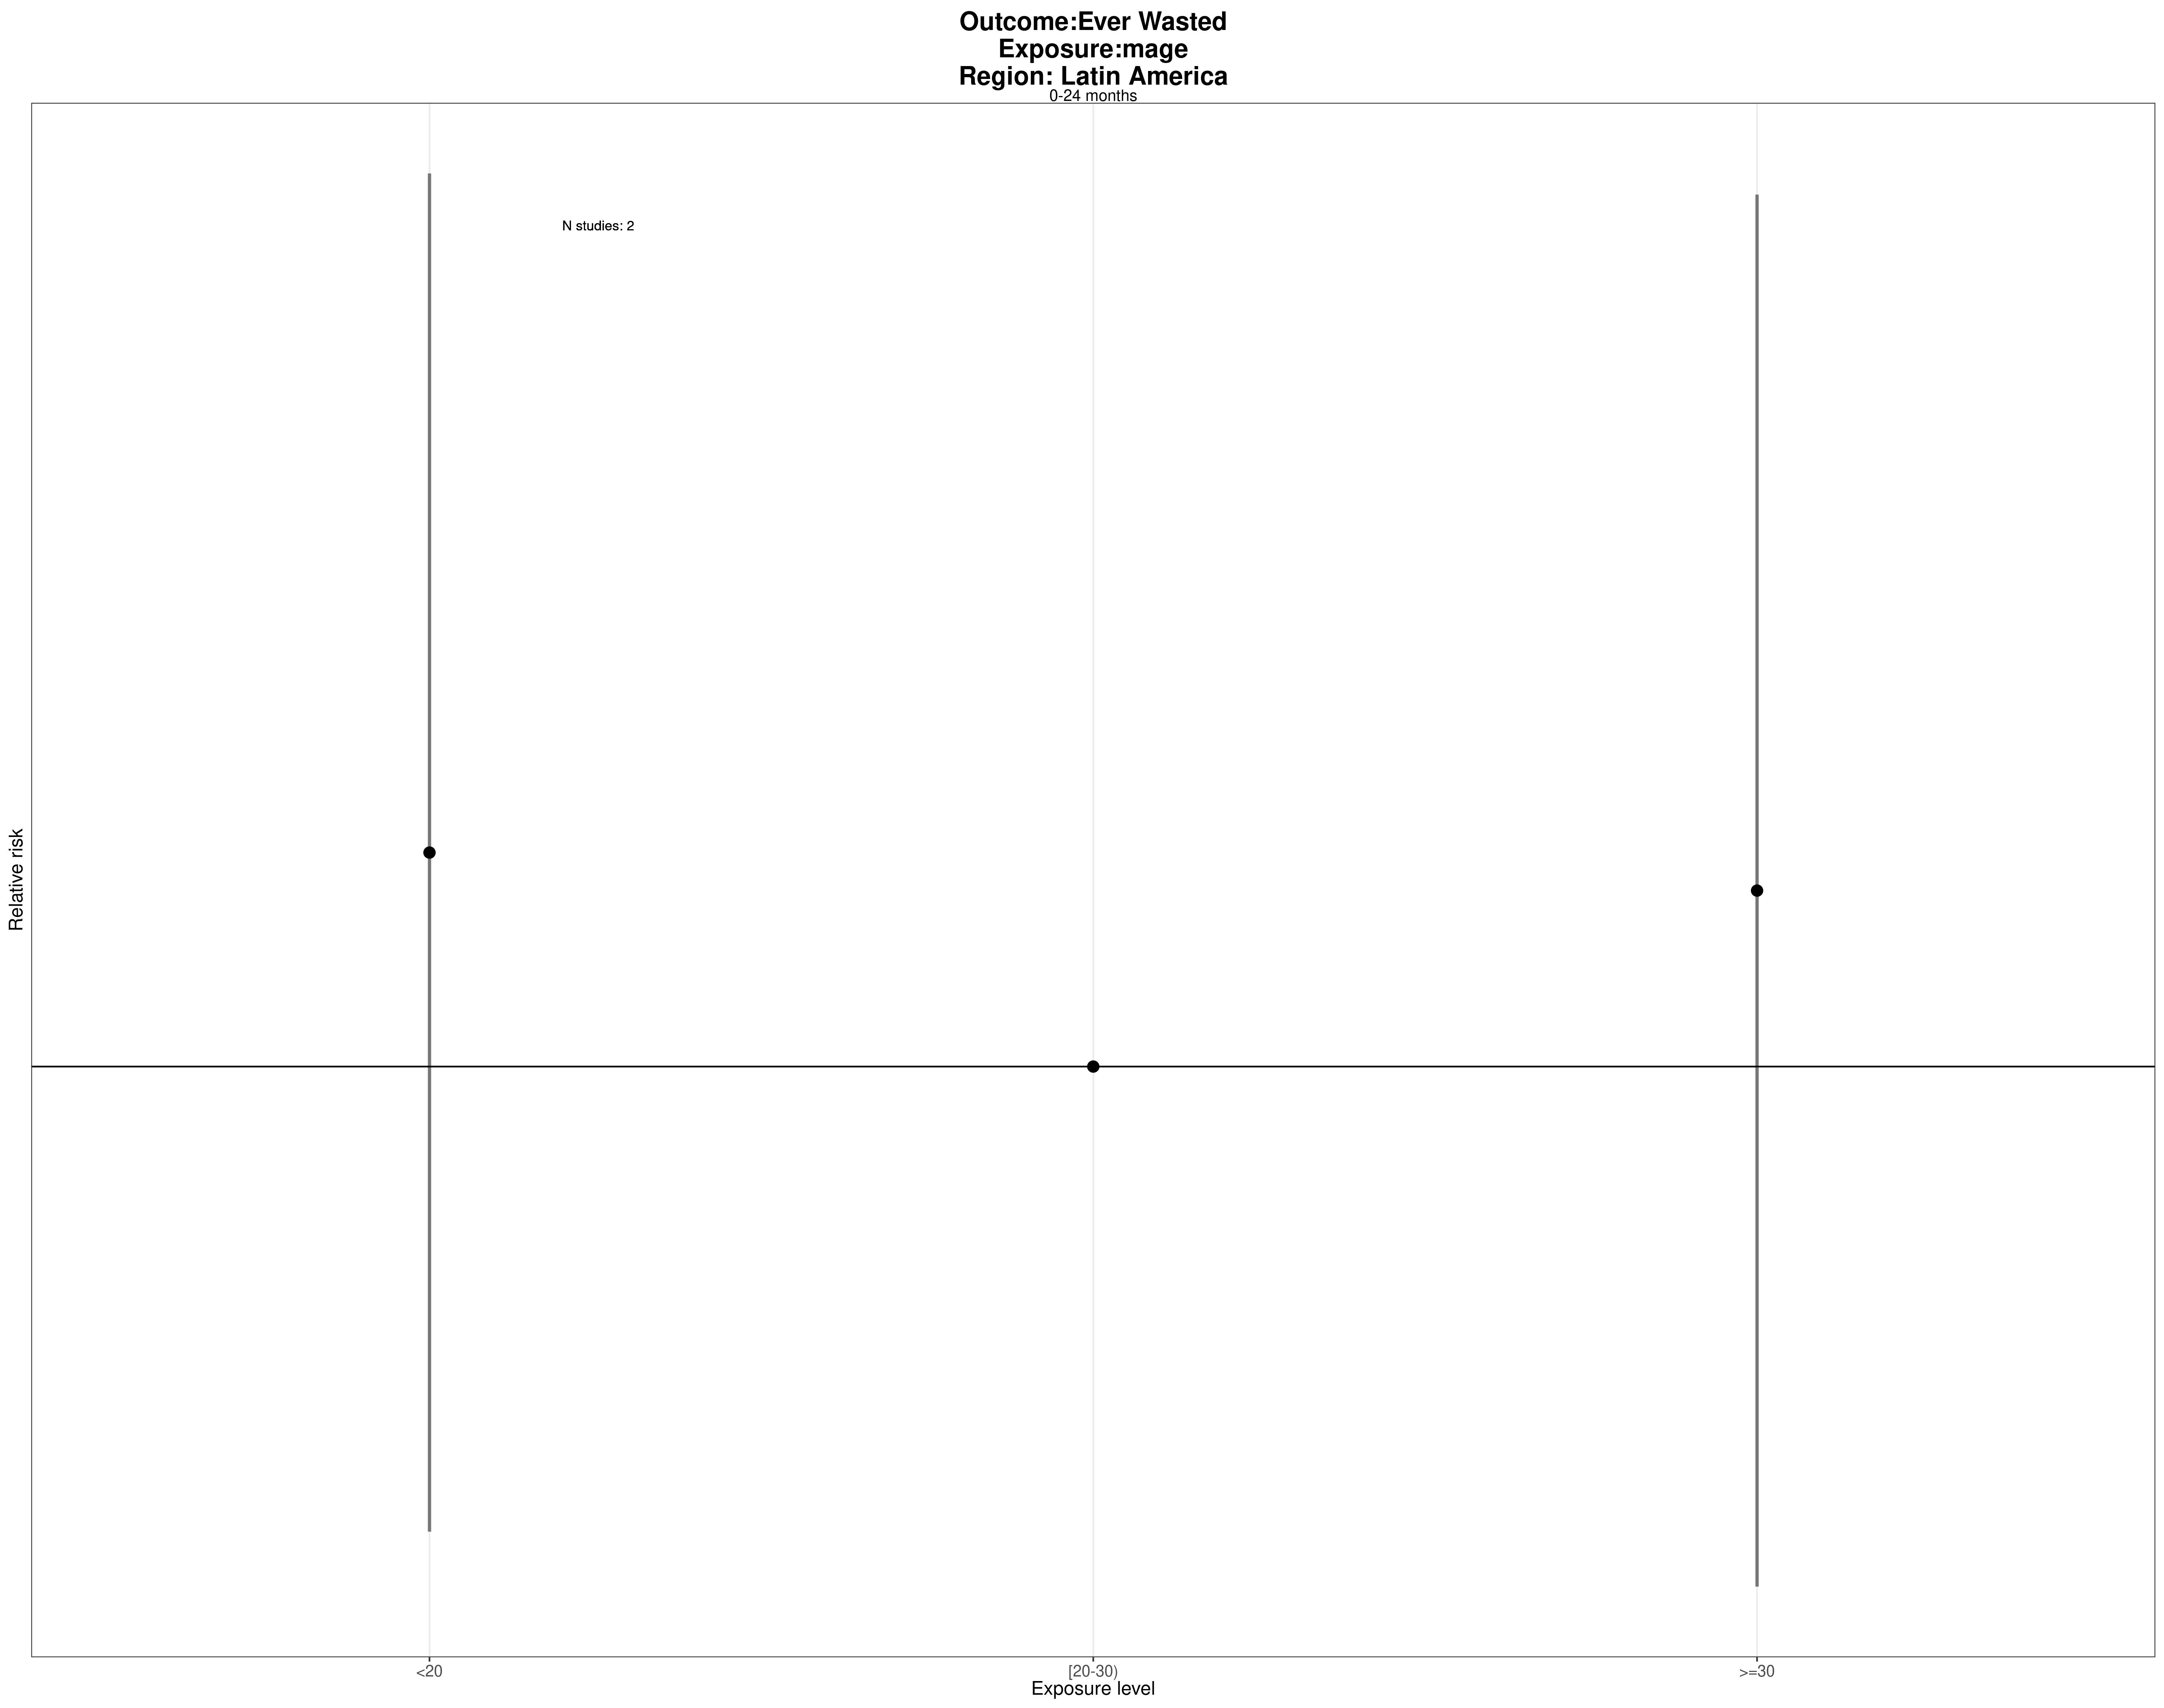 Outcome:Ever Wasted
Exposure:mage
Region: Latin America
0-24 months
N studies: 2
Relative risk
<20
[20-30)
>=30
Exposure level